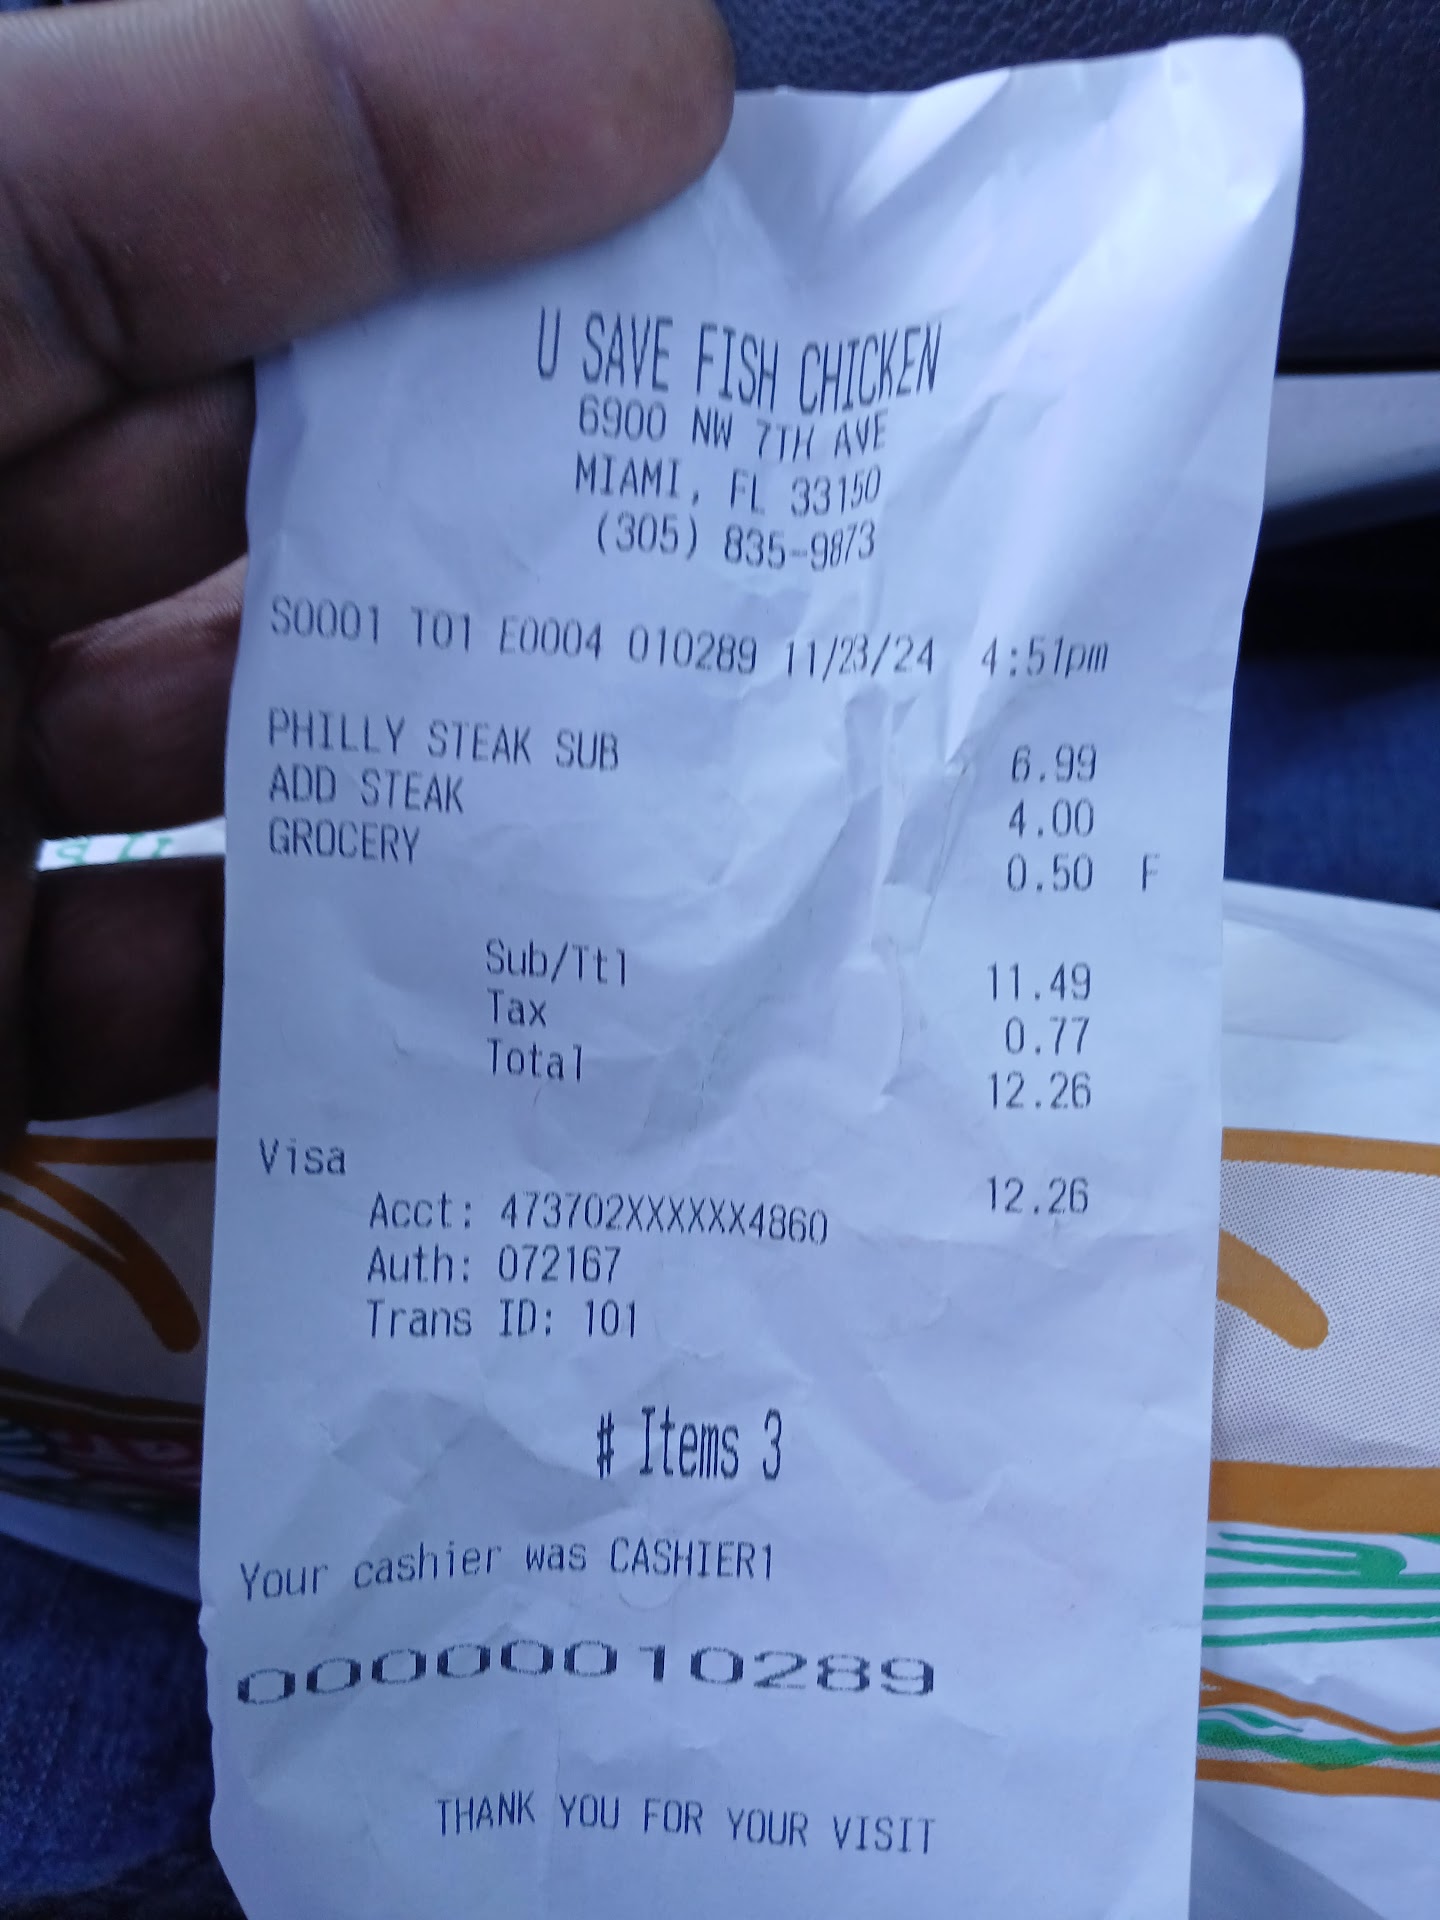 U SAVE FISH CHICKEN
6900 NW 7TH AVE
MIAMI, FL 33150
(305) 835-9873
S0001 T01 E0004 010289 11/23/24 4:51pm
PHILLY STEAK SUB 6.99
ADD STEAK 4.00
GROCERY 0.50 F
Sub/Ttl 11.49
Tax 0.77
Total 12.26
Visa 12.26
Acct: 473702XXXXXX4860
Auth: 072167
Trans ID: 101
# Items 3
Your cashier was CASHIER1
00000010289
THANK YOU FOR YOUR VISIT